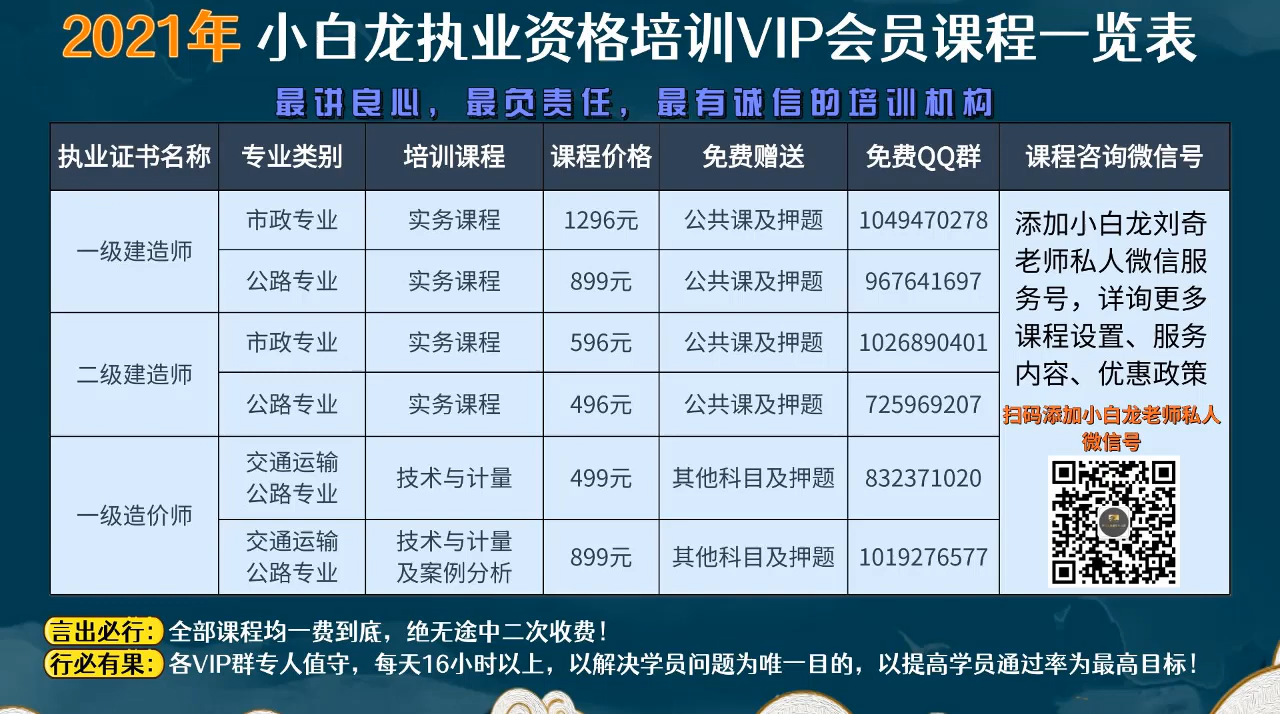 2021年 小白龙执业资格培训VIP会员课程一览表
最讲良心，最负责任，最有诚信的培训机构
执业证书名称 专业类别 培训课程 课程价格 免费赠送 免费QQ群 课程咨询微信号
一级建造师
市政专业 实务课程 1296元 公共课及押题 1049470278
公路专业 实务课程 899元 公共课及押题 967641697
二级建造师
市政专业 实务课程 596元 公共课及押题 1026890401
公路专业 实务课程 496元 公共课及押题 725969207
一级造价师
交通运输
公路专业
技术与计量 499元 其他科目及押题 832371020
交通运输
公路专业
技术与计量
及案例分析
899元 其他科目及押题 1019276577
添加小白龙刘奇
老师私人微信服
务号，详询更多
课程设置、服务
内容、优惠政策
扫码添加小白龙老师私人
微信号
言出必行：全部课程均一费到底，绝无途中二次收费！
行必有果：各VIP群专人值守，每天16小时以上，以解决学员问题为唯一目的，以提高学员通过率为最高目标！